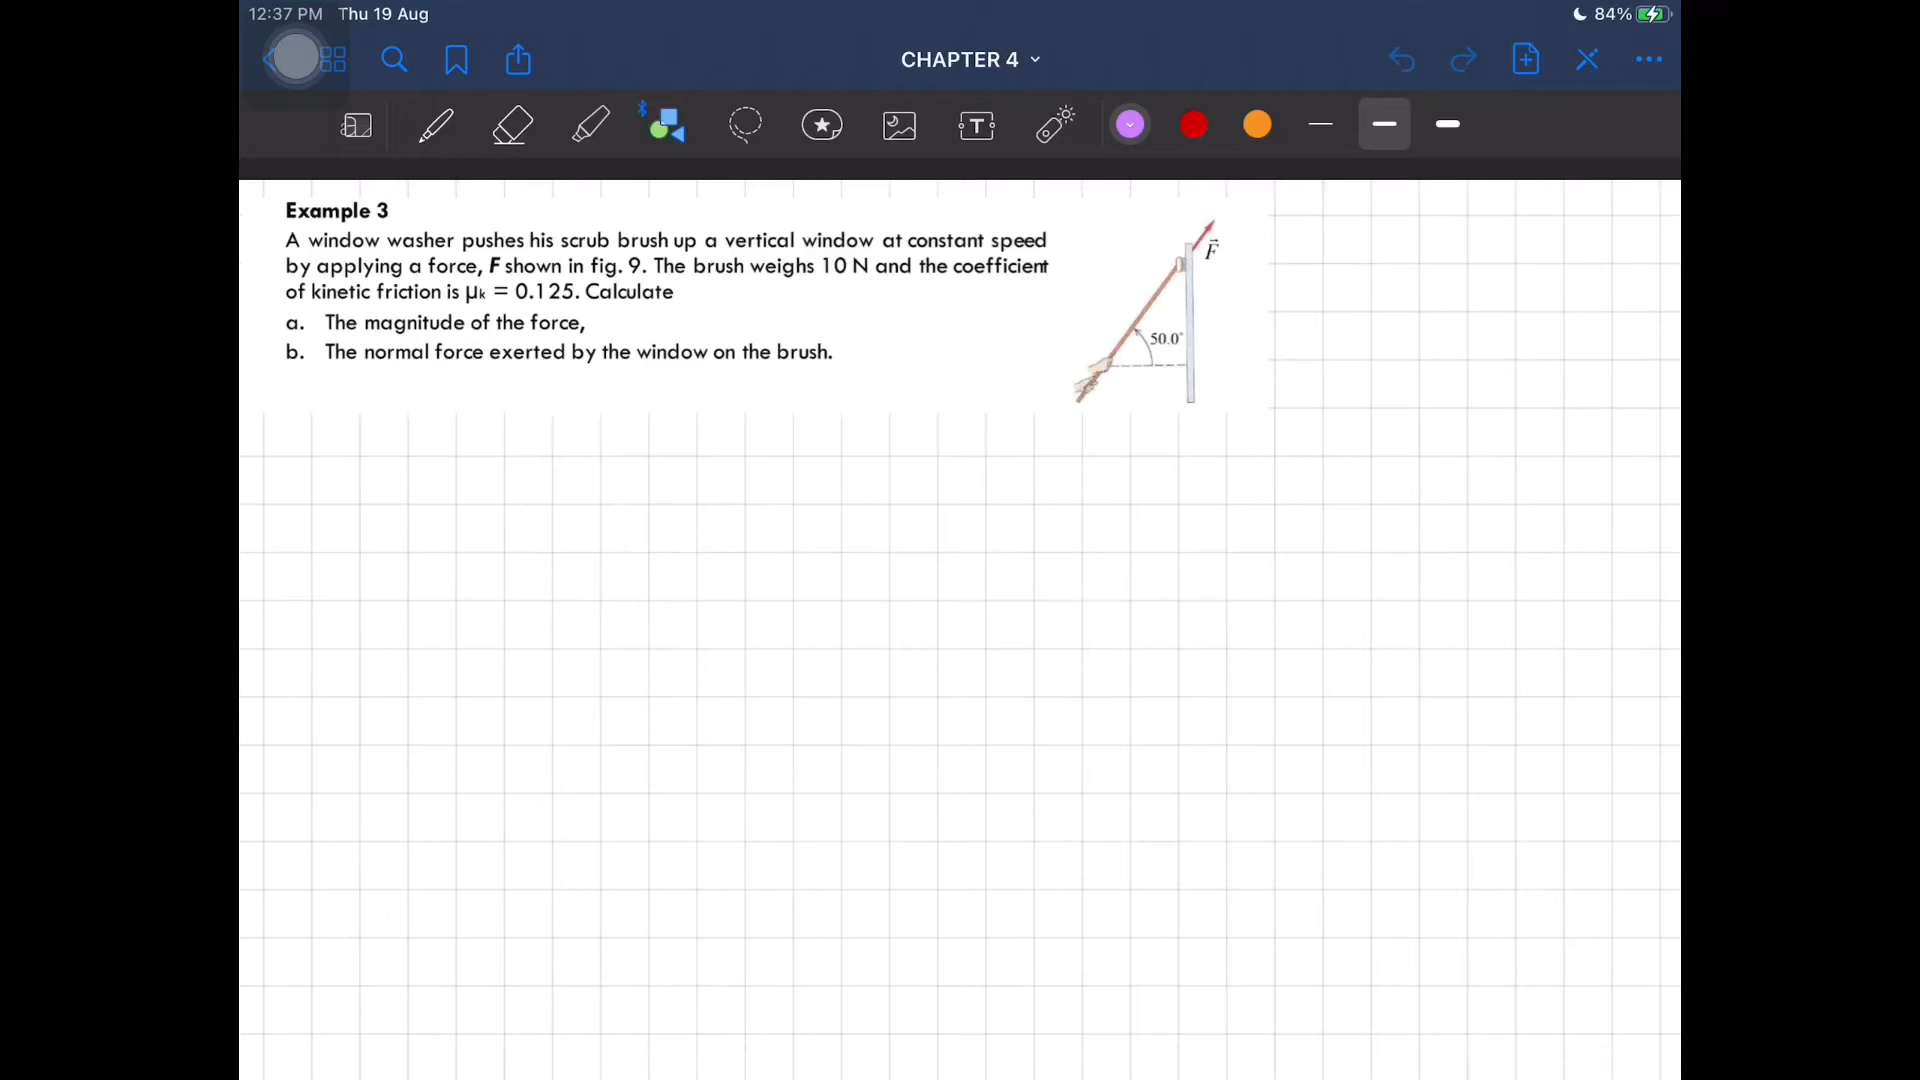 12:37 PM Thu 19 Aug
84%
CHAPTER 4
T
Example 3
A window washer pushes his scrub brush up a vertical window at constant speed
by applying a force, F shown in fig. 9. The brush weighs 10 N and the coefficient
of kinetic friction is μk = 0.125. Calculate
a. The magnitude of the force,
b. The normal force exerted by the window on the brush.
F⃗
50.0°